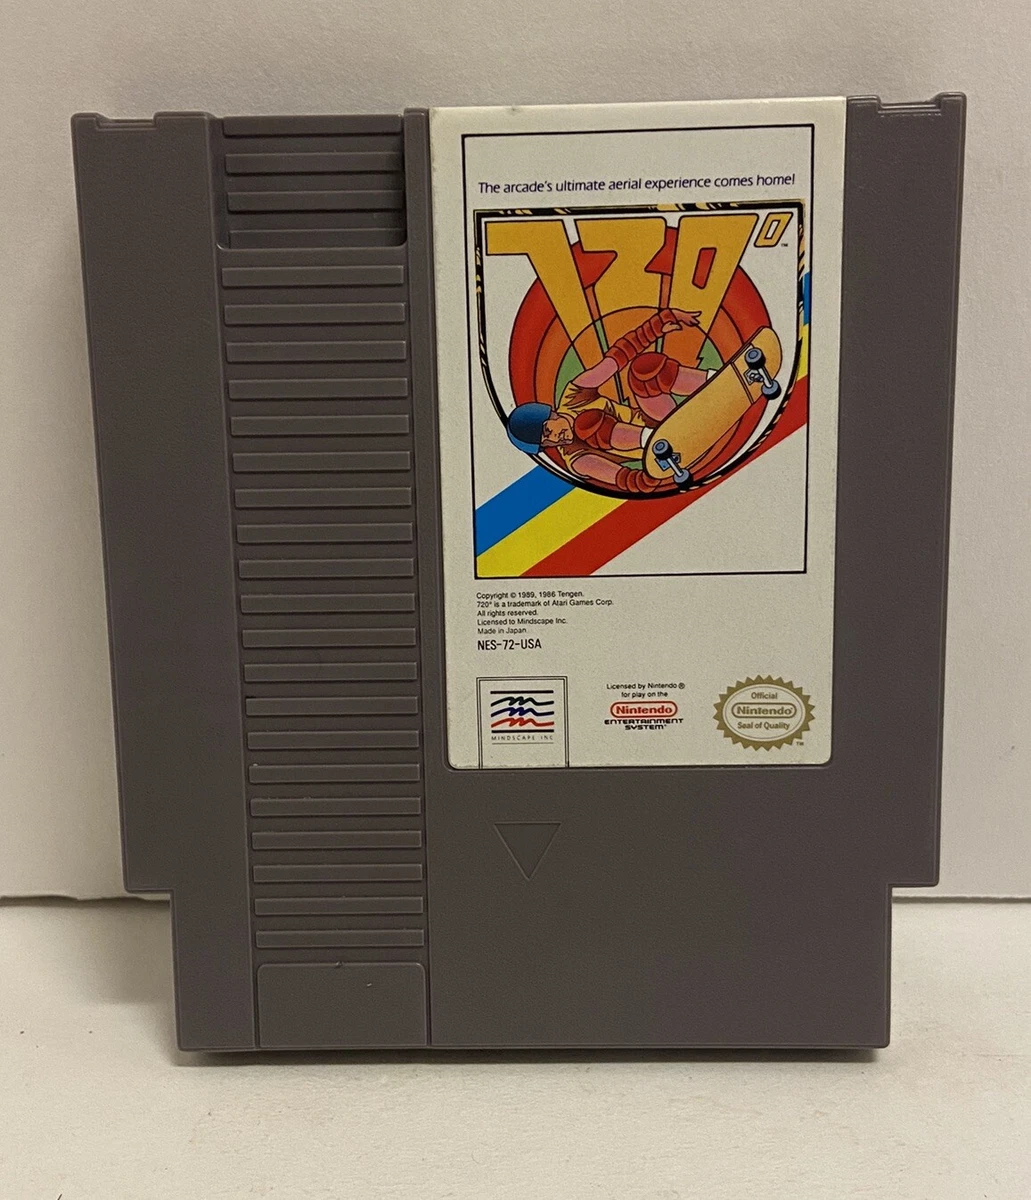 The arcade's ultimate aerial experience comes home!
720°™
Copyright © 1989, 1986 Tengen.
720° is a trademark of Atari Games Corp.
All rights reserved.
Licensed to Mindscape Inc.
Made in Japan.
NES-72-USA
MINDSCAPE INC
Licensed by Nintendo®
for play on the
Nintendo
ENTERTAINMENT
SYSTEM®
Official
Nintendo®
Seal of Quality
™